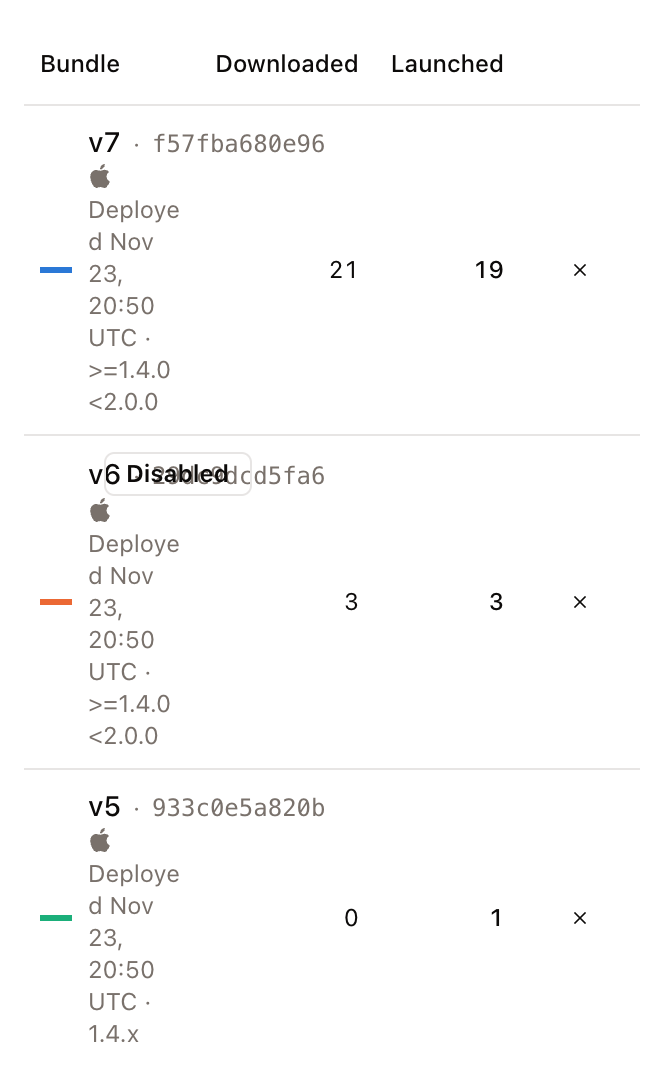 Bundle Downloaded Launched
v7 · f57fba680e96
Deploye
d Nov
23,
20:50
UTC ·
>=1.4.0
<2.0.0
21 19 ×
v6 · Disabled cd5fa6
Deploye
d Nov
23,
20:50
UTC ·
>=1.4.0
<2.0.0
3 3 ×
v5 · 933c0e5a820b
Deploye
d Nov
23,
20:50
UTC ·
1.4.x
0 1 ×